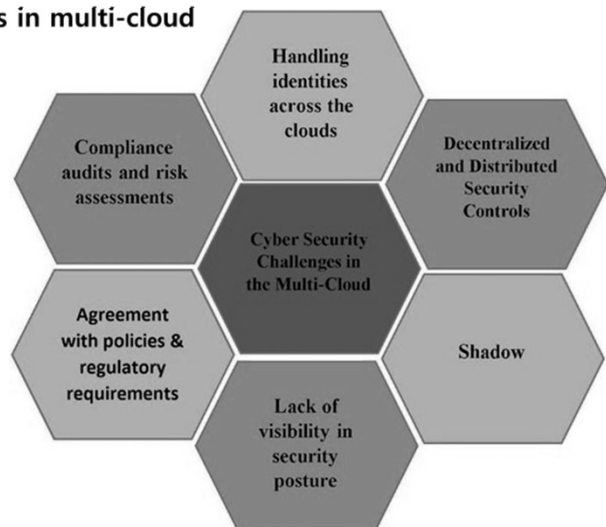 s in multi-cloud
Handling
identities
across the
clouds
Compliance
audits and risk
assessments
Decentralized
and Distributed
Security
Controls
Cyber Security
Challenges in
the Multi-Cloud
Agreement
with policies &
regulatory
requirements
Shadow
Lack of
visibility in
security
posture